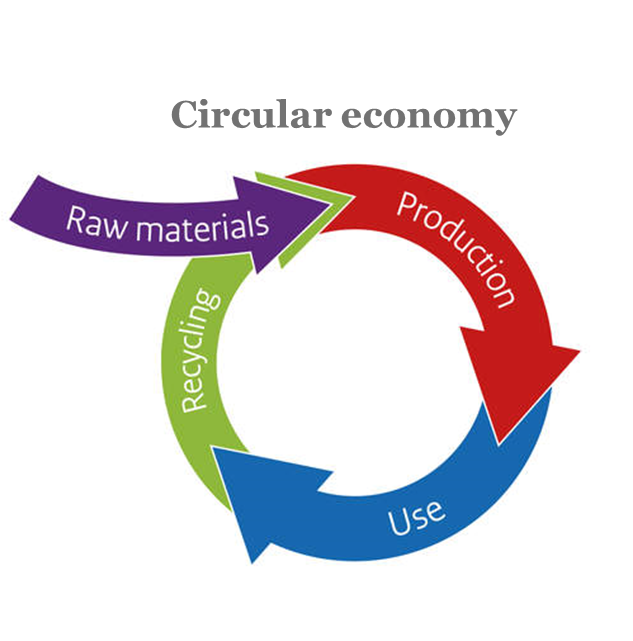 Circular economy
Raw materials
Production
Use
Recycling